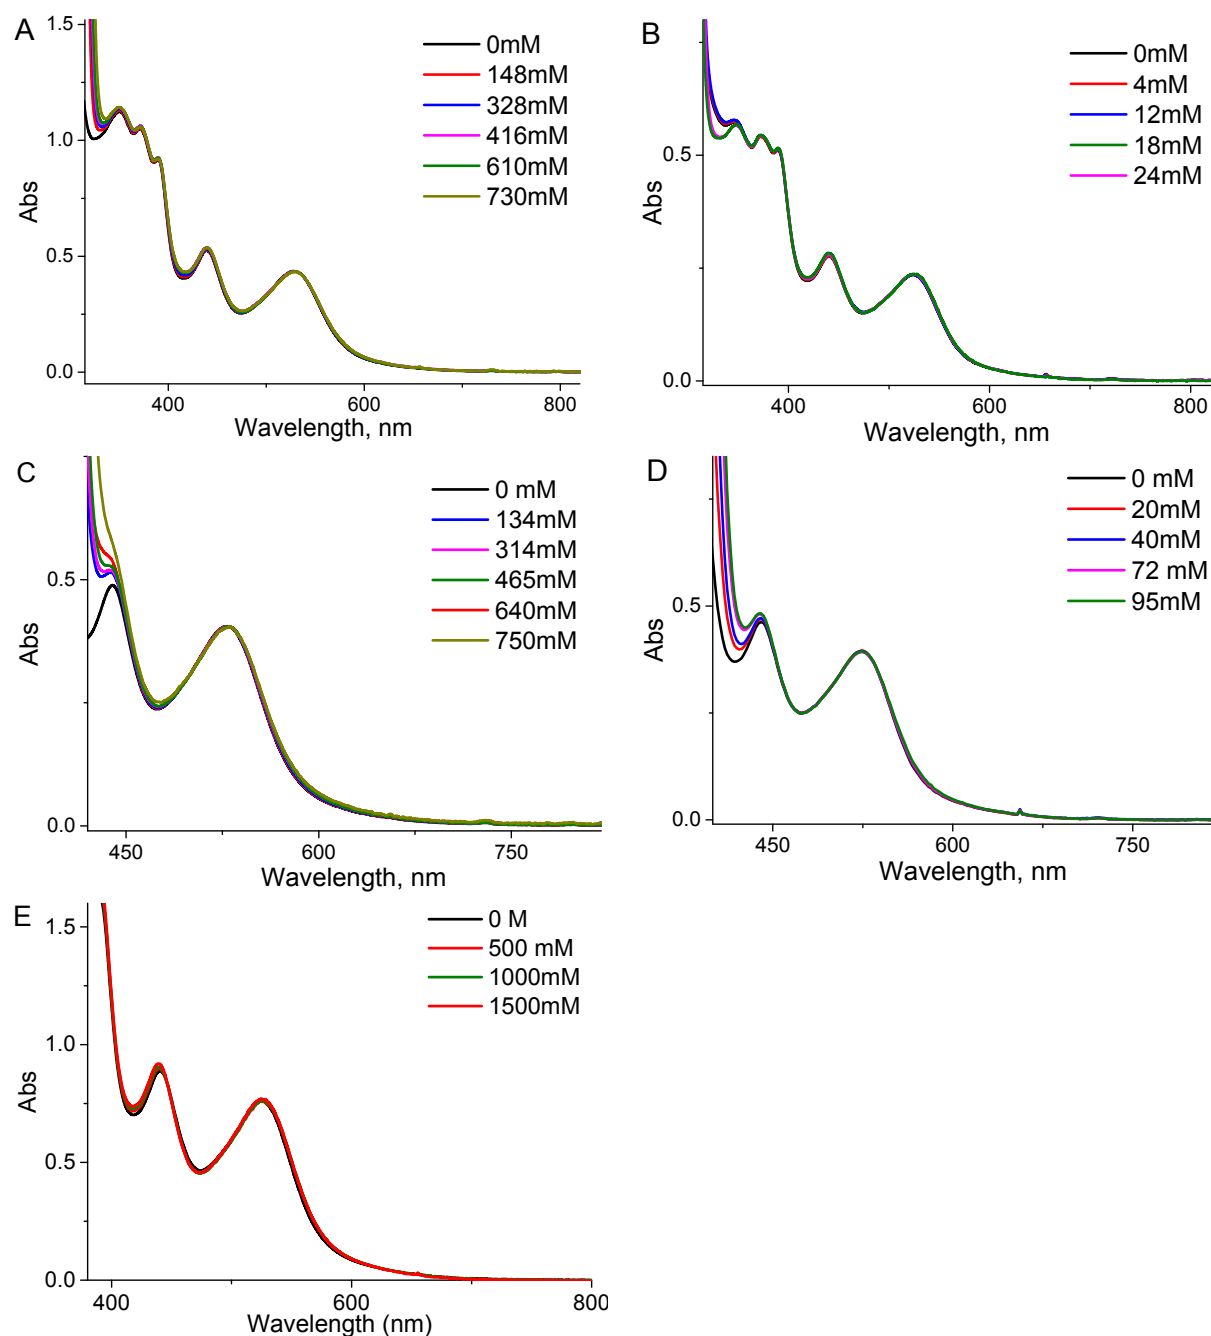 A
1.5
1.0
0.5
0.0
Abs
400
600
800
Wavelength, nm
0mM
148mM
328mM
416mM
610mM
730mM
B
0.5
0.0
Abs
400
600
800
Wavelength, nm
0mM
4mM
12mM
18mM
24mM
C
0.5
0.0
Abs
450
600
750
Wavelength, nm
0 mM
134mM
314mM
465mM
640mM
750mM
D
0.5
0.0
Abs
450
600
750
Wavelength, nm
0 mM
20mM
40mM
72 mM
95mM
E
1.5
1.0
0.5
0.0
Abs
400
600
800
Wavelength (nm)
0 M
500 mM
1000mM
1500mM